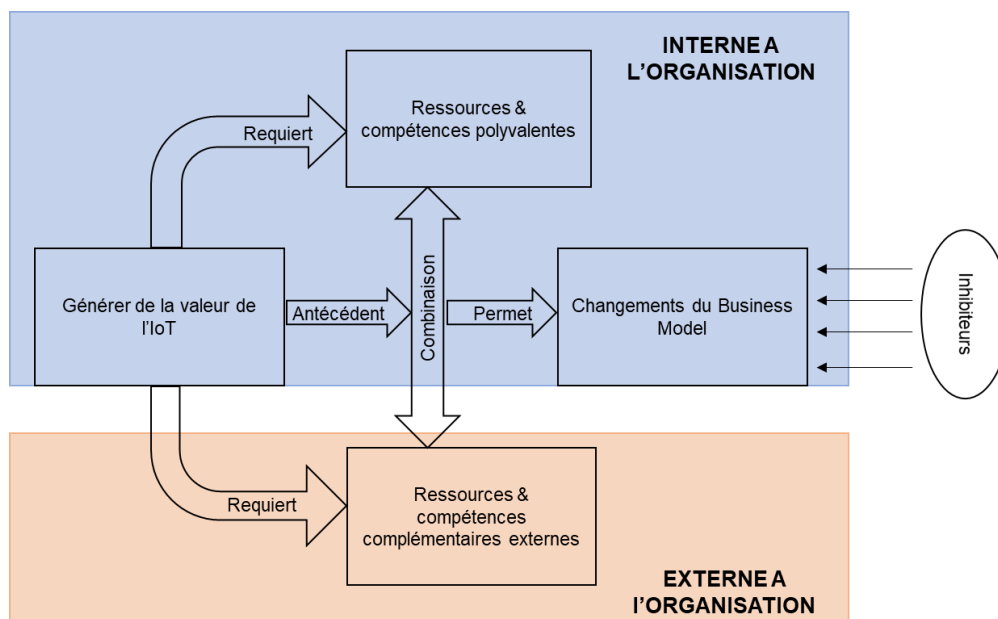 INTERNE A
L’ORGANISATION
Ressources &
compétences polyvalentes
Requiert
Générer de la valeur de
l’IoT
Antécédent
Combinaison
Permet
Changements du Business
Model
Inhibiteurs
Requiert
Ressources &
compétences
complémentaires externes
EXTERNE A
l’ORGANISATION